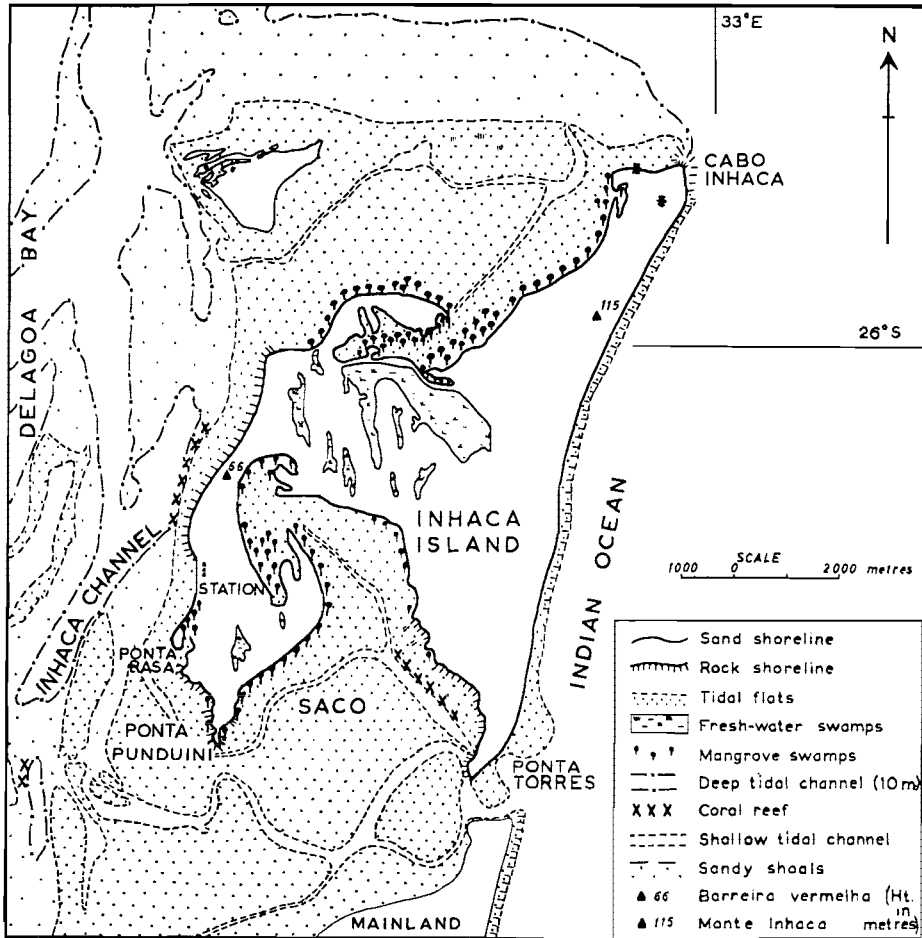 33°E
N
CABO
INHACA
DELAGOA BAY
115
26°S
66
INHACA
ISLAND
INDIAN OCEAN
INHACA CHANNEL
STATION
SCALE
1000 0 2000 metres
PONTA
RASA
SACO
PONTA
PUNDUINI
PONTA
TORRES
MAINLAND
Sand shoreline
Rock shoreline
Tidal flats
Fresh-water swamps
Mangrove swamps
Deep tidal channel (10m)
Coral reef
Shallow tidal channel
Sandy shoals
66 Barreira vermelha (Ht. in metres)
115 Monte Inhaca